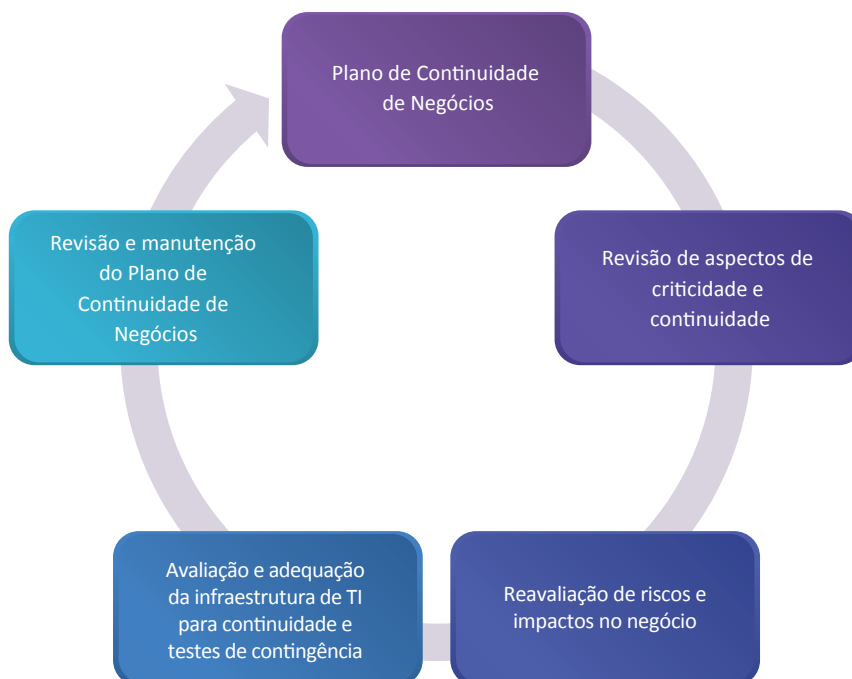 Plano de Continuidade
de Negócios
Revisão de aspectos de
criticidade e
continuidade
Reavaliação de riscos e
impactos no negócio
Avaliação e adequação
da infraestrutura de TI
para continuidade e
testes de contingência
Revisão e manutenção
do Plano de
Continuidade de
Negócios